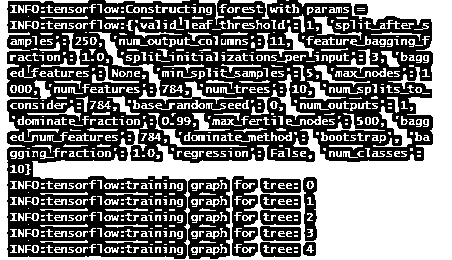 INFO:tensorflow:Constructing forest with params =
INFO:tensorflow:{'valid_leaf_threshold': 1, 'split_after_s
amples': 250, 'num_output_columns': 11, 'feature_bagging_f
raction': 1.0, 'split_initializations_per_input': 3, 'bagg
ed_features': None, 'min_split_samples': 5, 'max_nodes': 1
000, 'num_features': 784, 'num_trees': 10, 'num_splits_to_
consider': 784, 'base_random_seed': 0, 'num_outputs': 1,
'dominate_fraction': 0.99, 'max_fertile_nodes': 500, 'bagg
ed_num_features': 784, 'dominate_method': 'bootstrap', 'ba
gging_fraction': 1.0, 'regression': False, 'num_classes':
10}
INFO:tensorflow:training graph for tree: 0
INFO:tensorflow:training graph for tree: 1
INFO:tensorflow:training graph for tree: 2
INFO:tensorflow:training graph for tree: 3
INFO:tensorflow:training graph for tree: 4